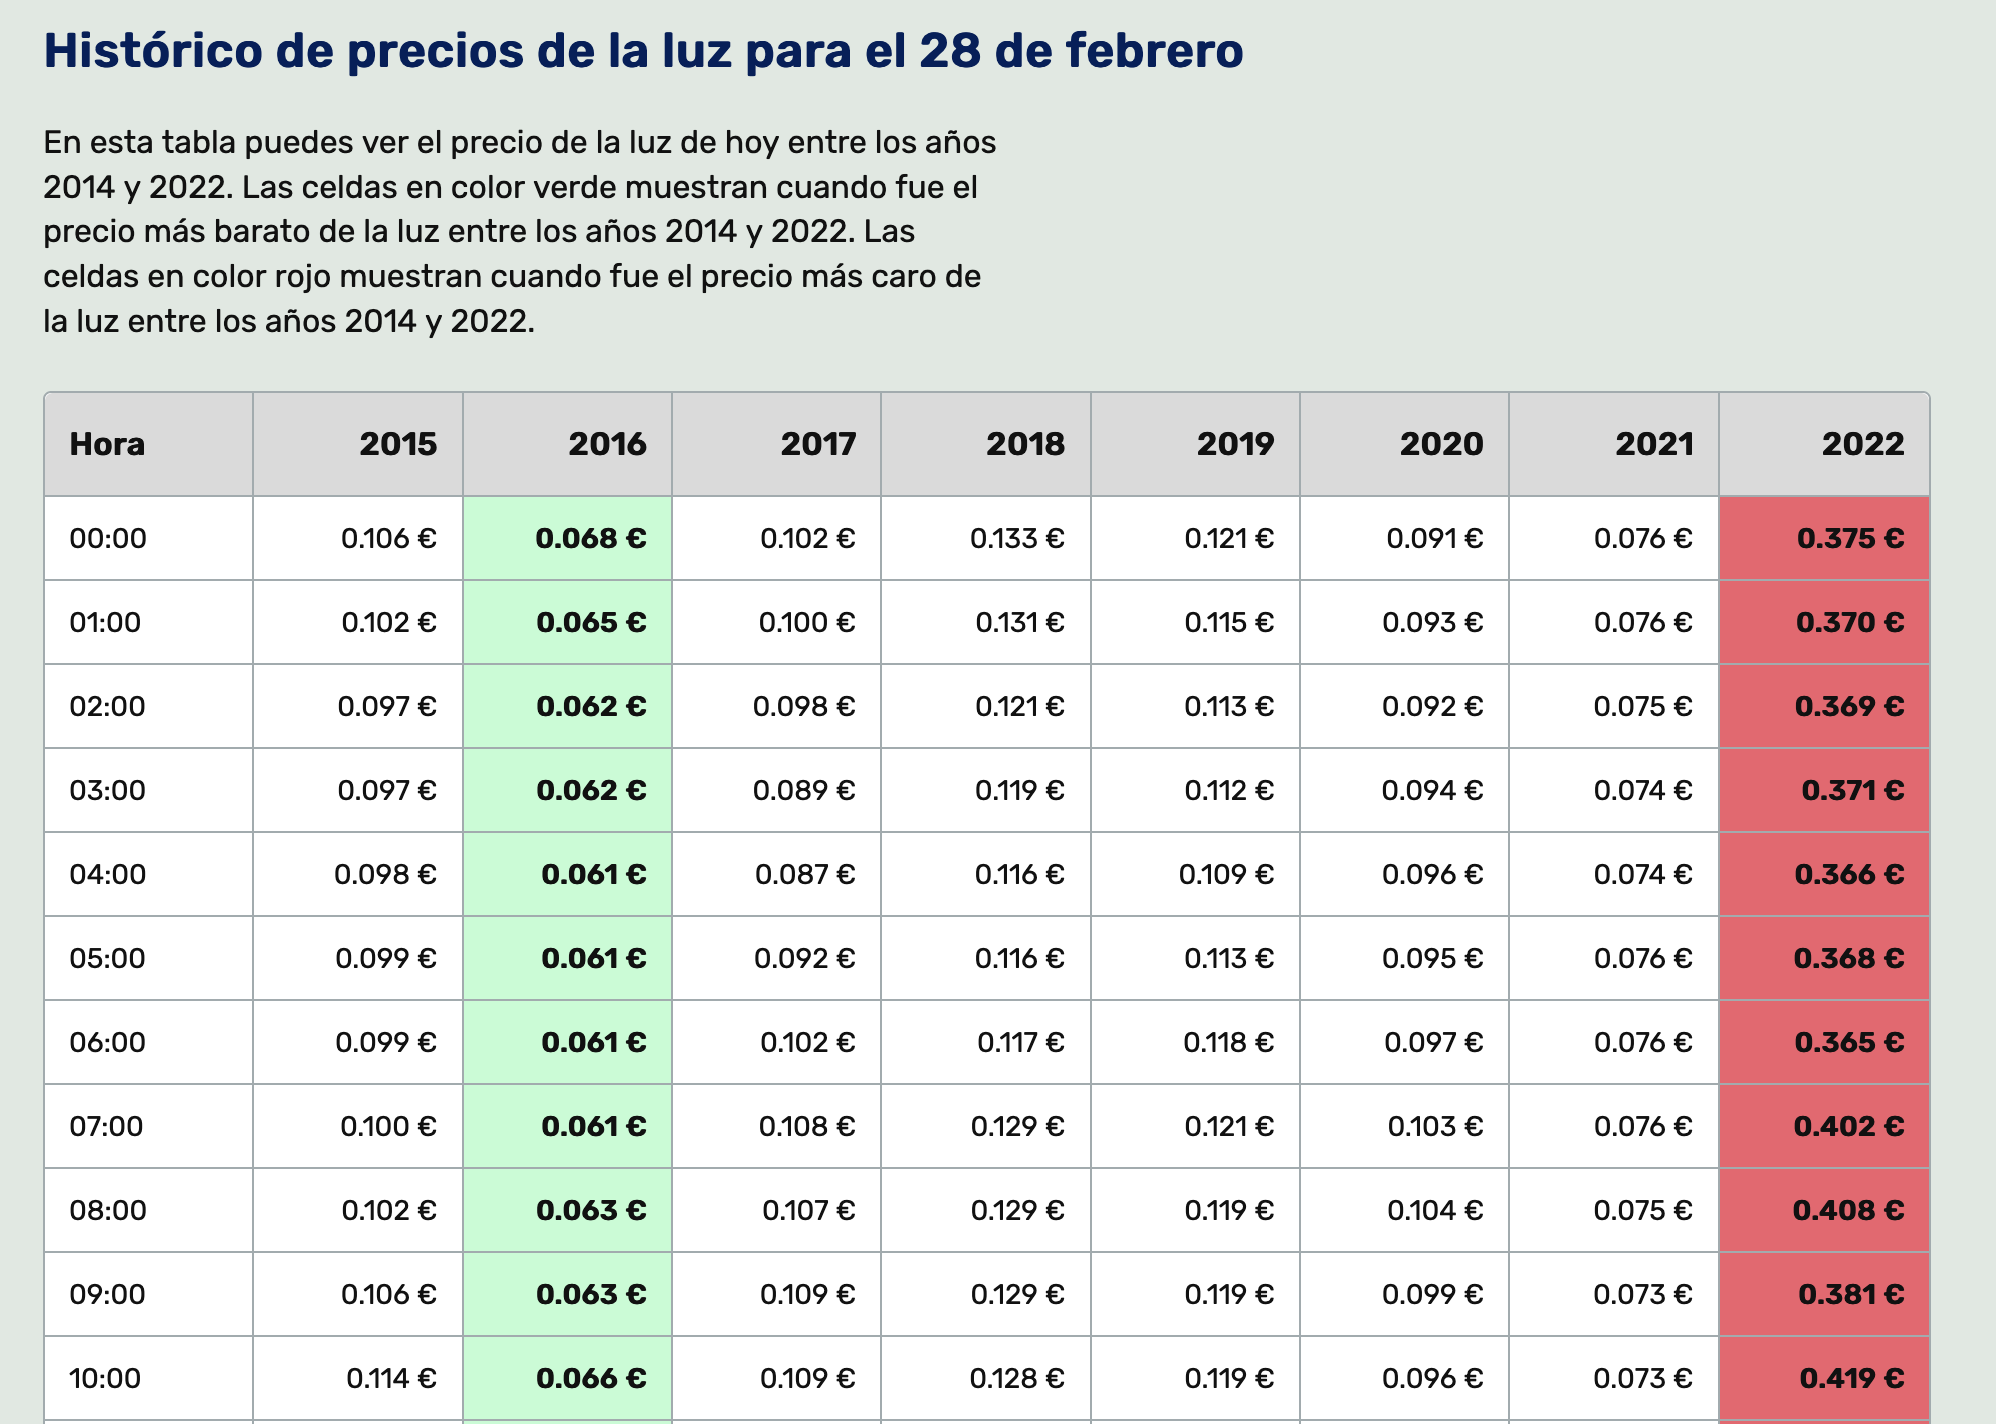 Histórico de precios de la luz para el 28 de febrero
En esta tabla puedes ver el precio de la luz de hoy entre los años
2014 y 2022. Las celdas en color verde muestran cuando fue el
precio más barato de la luz entre los años 2014 y 2022. Las
celdas en color rojo muestran cuando fue el precio más caro de
la luz entre los años 2014 y 2022.
Hora 2015 2016 2017 2018 2019 2020 2021 2022
00:00 0.106 € 0.068 € 0.102 € 0.133 € 0.121 € 0.091 € 0.076 € 0.375 €
01:00 0.102 € 0.065 € 0.100 € 0.131 € 0.115 € 0.093 € 0.076 € 0.370 €
02:00 0.097 € 0.062 € 0.098 € 0.121 € 0.113 € 0.092 € 0.075 € 0.369 €
03:00 0.097 € 0.062 € 0.089 € 0.119 € 0.112 € 0.094 € 0.074 € 0.371 €
04:00 0.098 € 0.061 € 0.087 € 0.116 € 0.109 € 0.096 € 0.074 € 0.366 €
05:00 0.099 € 0.061 € 0.092 € 0.116 € 0.113 € 0.095 € 0.076 € 0.368 €
06:00 0.099 € 0.061 € 0.102 € 0.117 € 0.118 € 0.097 € 0.076 € 0.365 €
07:00 0.100 € 0.061 € 0.108 € 0.129 € 0.121 € 0.103 € 0.076 € 0.402 €
08:00 0.102 € 0.063 € 0.107 € 0.129 € 0.119 € 0.104 € 0.075 € 0.408 €
09:00 0.106 € 0.063 € 0.109 € 0.129 € 0.119 € 0.099 € 0.073 € 0.381 €
10:00 0.114 € 0.066 € 0.109 € 0.128 € 0.119 € 0.096 € 0.073 € 0.419 €